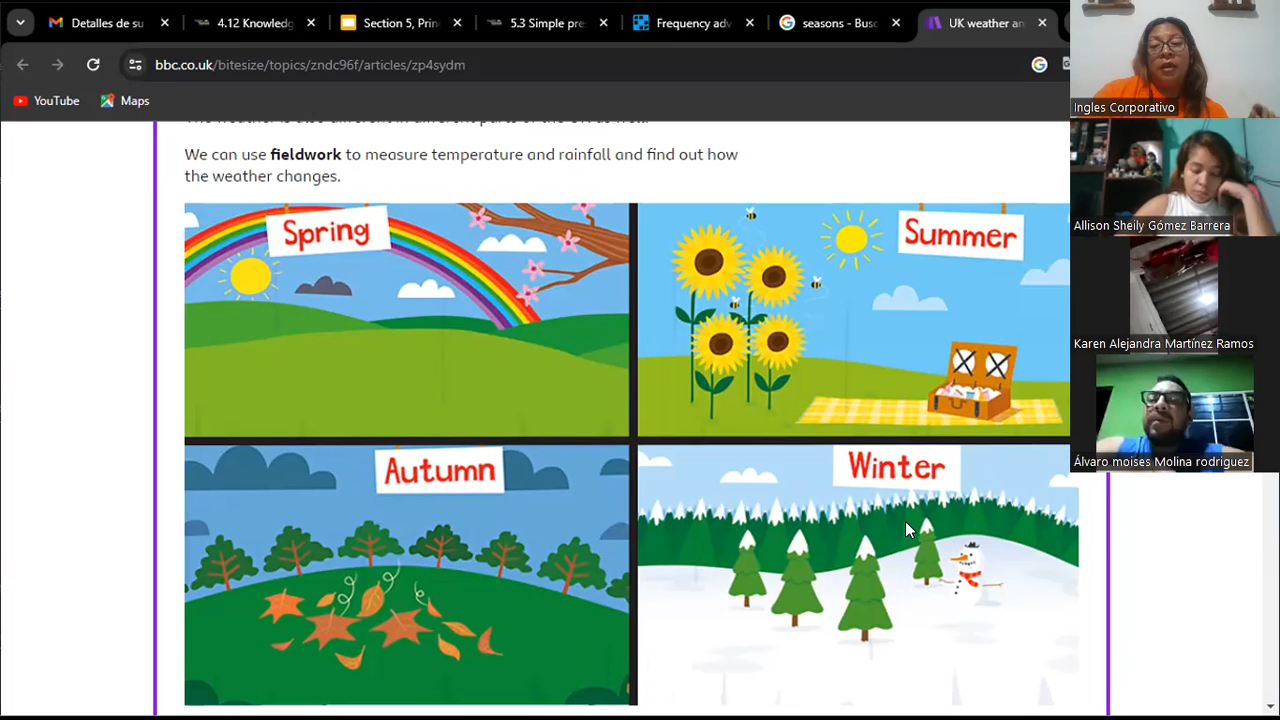 Detalles de su
4.12 Knowledg
Section 5, Prin
5.3 Simple pre
Frequency adv
seasons - Busc
UK weather an
bbc.co.uk/bitesize/topics/zndc96f/articles/zp4sydm
YouTube
Maps
We can use fieldwork to measure temperature and rainfall and find out how
the weather changes.
Spring
Summer
Autumn
Winter
Ingles Corporativo
Allison Sheily Gómez Barrera
Karen Alejandra Martínez Ramos
Álvaro moises Molina rodriguez